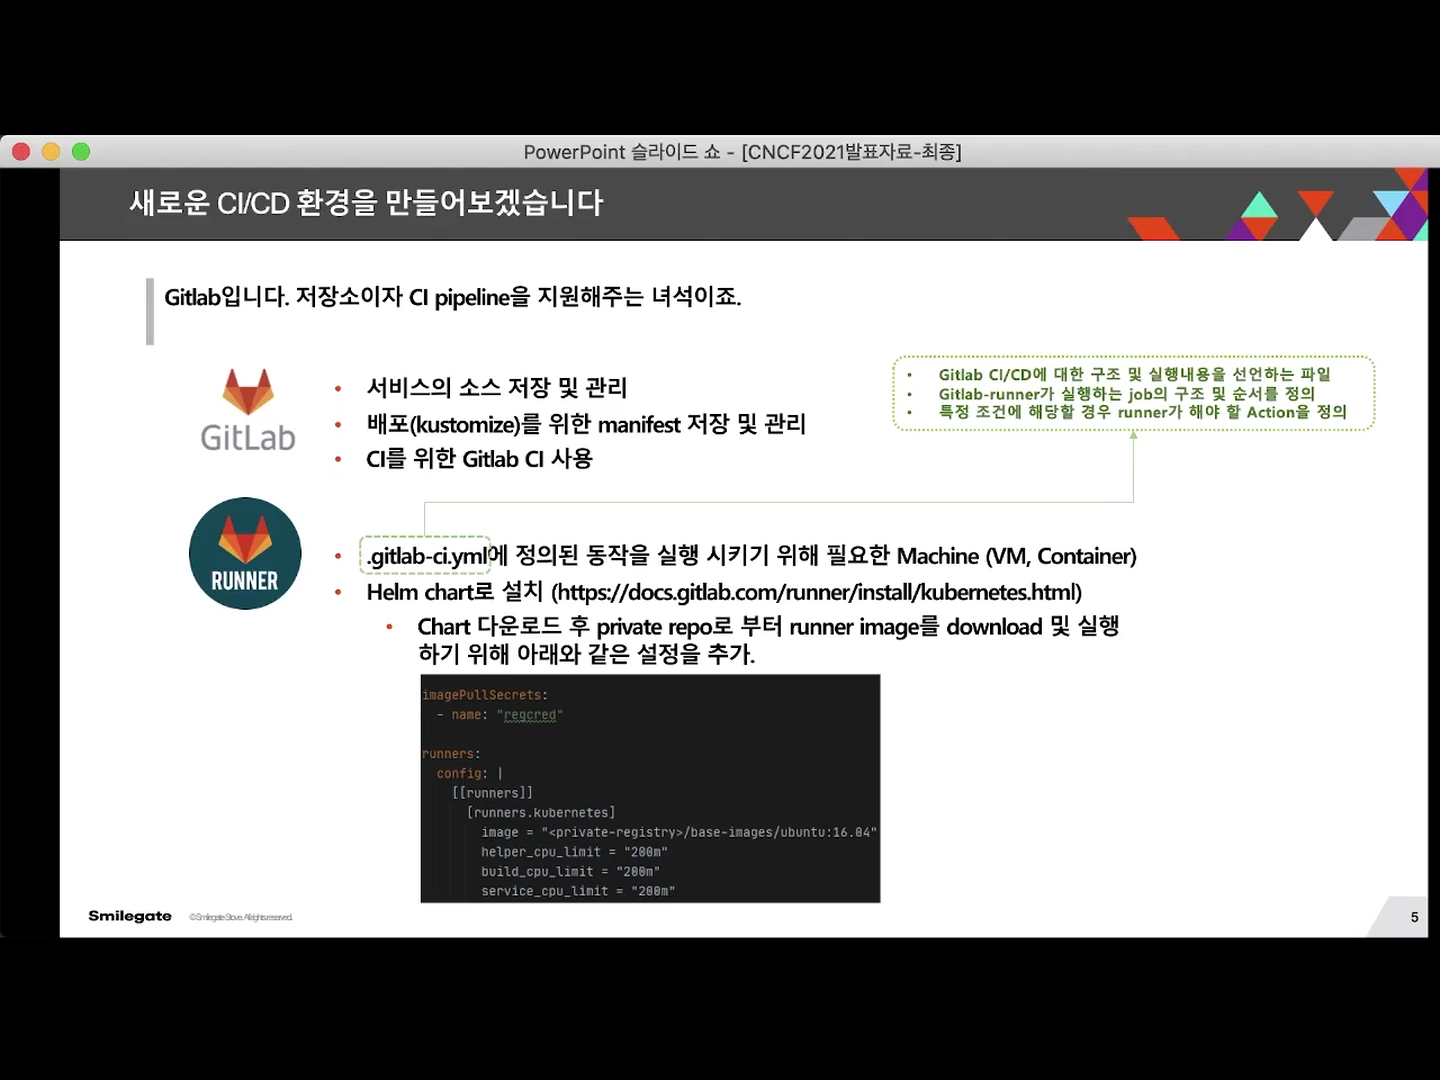 PowerPoint 슬라이드 쇼 - [CNCF2021발표자료-최종]
새로운 CI/CD 환경을 만들어보겠습니다
Gitlab입니다. 저장소이자 CI pipeline을 지원해주는 녀석이죠.
GitLab
• 서비스의 소스 저장 및 관리
• 배포(kustomize)를 위한 manifest 저장 및 관리
• CI를 위한 Gitlab CI 사용
• Gitlab CI/CD에 대한 구조 및 실행내용을 선언하는 파일
• Gitlab-runner가 실행하는 job의 구조 및 순서를 정의
• 특정 조건에 해당할 경우 runner가 해야 할 Action을 정의
RUNNER
• .gitlab-ci.yml에 정의된 동작을 실행 시키기 위해 필요한 Machine (VM, Container)
• Helm chart로 설치 (https://docs.gitlab.com/runner/install/kubernetes.html)
• Chart 다운로드 후 private repo로 부터 runner image를 download 및 실행
하기 위해 아래와 같은 설정을 추가.
imagePullSecrets:
- name: "regcred"
runners:
config: |
[[runners]]
[runners.kubernetes]
image = "<private-registry>/base-images/ubuntu:16.04"
helper_cpu_limit = "200m"
build_cpu_limit = "200m"
service_cpu_limit = "200m"
Smilegate
© Smilegate Stove. All rights reserved.
5